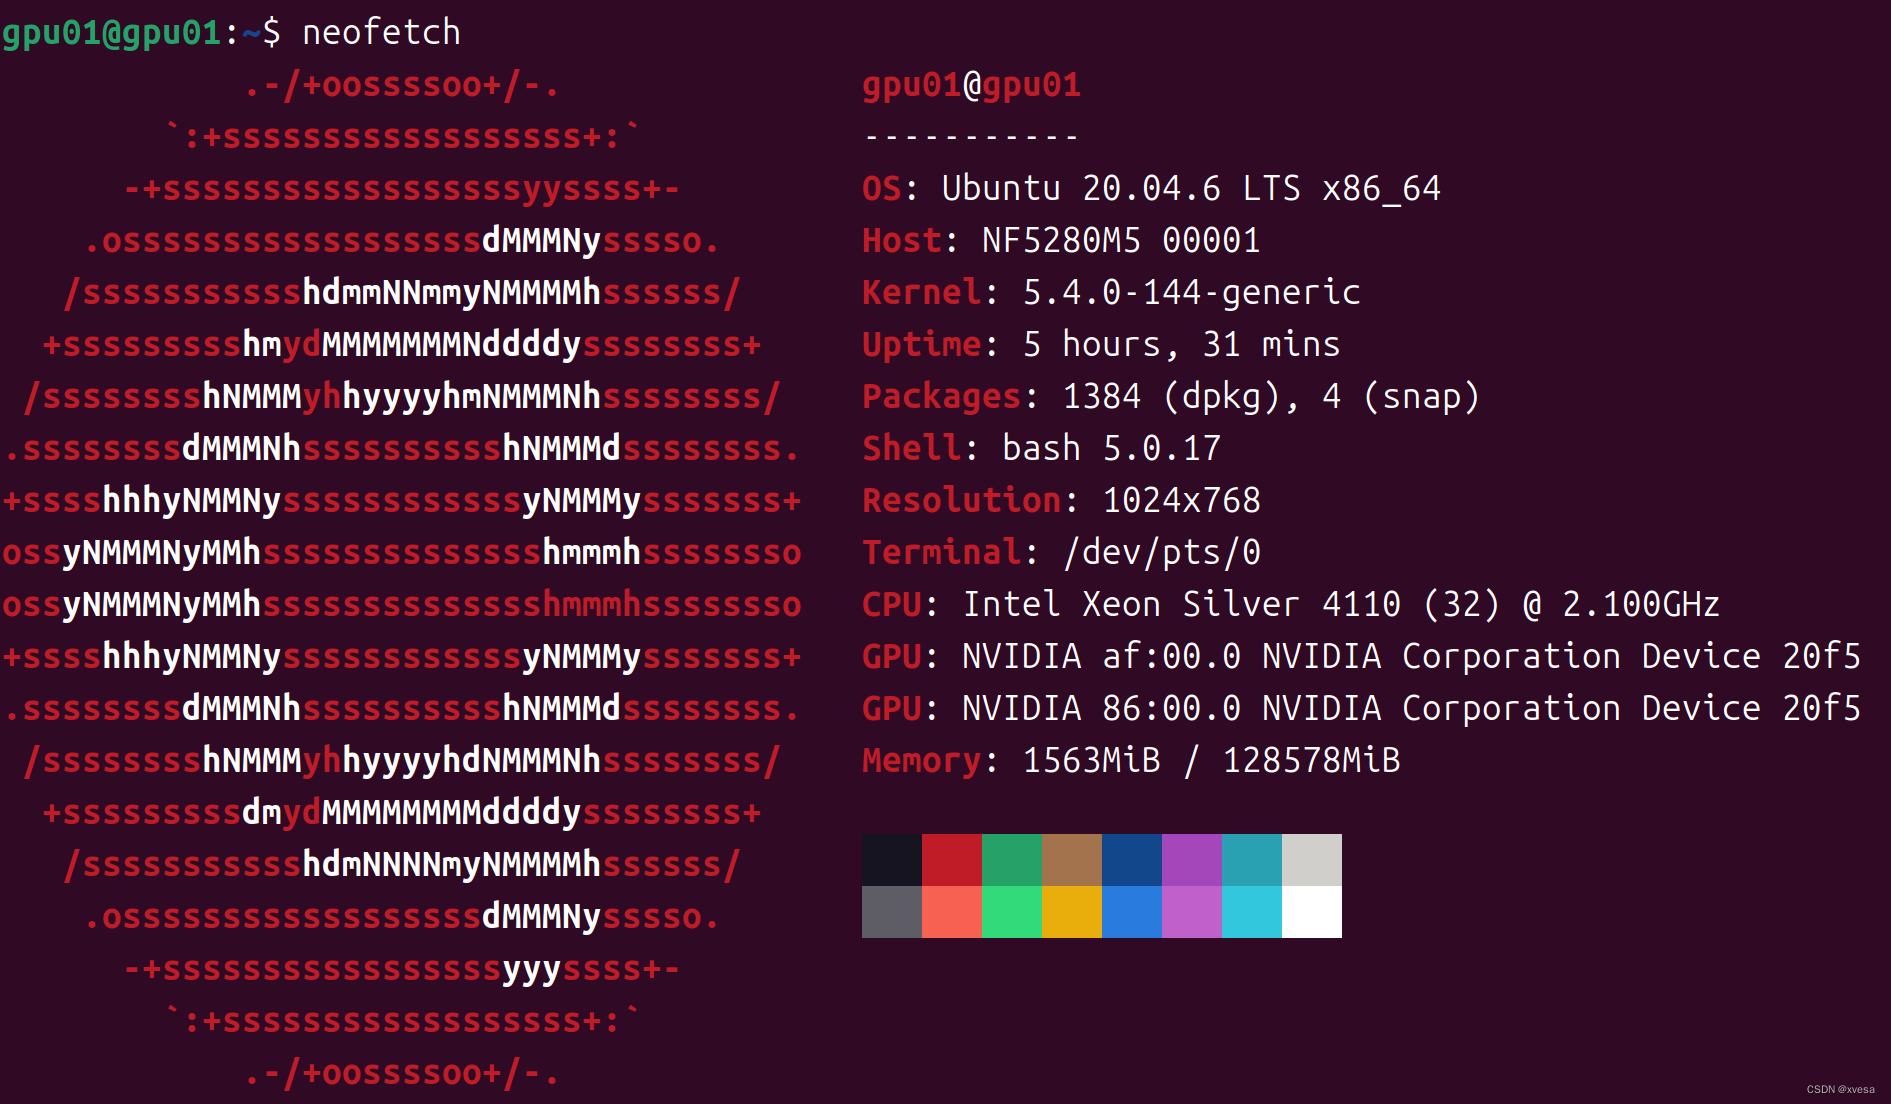 gpu01@gpu01:~$ neofetch
.-/+oossssoo+/-.
`:+ssssssssssssssssss+:`
-+ssssssssssssssssssyyssss+-
.ossssssssssssssssssdMMMNysssso.
/ssssssssssshdmmNNmmyNMMMMhssssss/
+ssssssssshmydMMMMMMMNddddyssssssss+
/sssssssshNMMMyhhyyyyhmNMMMNhssssssss/
.ssssssssdMMMNhsssssssssshNMMMdssssssss.
+sssshhhyNMMNyssssssssssssyNMMMysssssss+
ossyNMMMNyMMhsssssssssssssshmmmhssssssso
ossyNMMMNyMMhsssssssssssssshmmmhssssssso
+sssshhhyNMMNyssssssssssssyNMMMysssssss+
.ssssssssdMMMNhsssssssssshNMMMdssssssss.
/sssssssshNMMMyhhyyyyhdNMMMNhssssssss/
+sssssssssdmydMMMMMMMMddddyssssssss+
/ssssssssssshdmNNNNmyNMMMMhssssss/
.ossssssssssssssssssdMMMNysssso.
-+sssssssssssssssssyyyssss+-
`:+ssssssssssssssssss+:`
.-/+oossssoo+/-.
gpu01@gpu01
-----------
OS: Ubuntu 20.04.6 LTS x86_64
Host: NF5280M5 00001
Kernel: 5.4.0-144-generic
Uptime: 5 hours, 31 mins
Packages: 1384 (dpkg), 4 (snap)
Shell: bash 5.0.17
Resolution: 1024x768
Terminal: /dev/pts/0
CPU: Intel Xeon Silver 4110 (32) @ 2.100GHz
GPU: NVIDIA af:00.0 NVIDIA Corporation Device 20f5
GPU: NVIDIA 86:00.0 NVIDIA Corporation Device 20f5
Memory: 1563MiB / 128578MiB
CSDN @xvesa